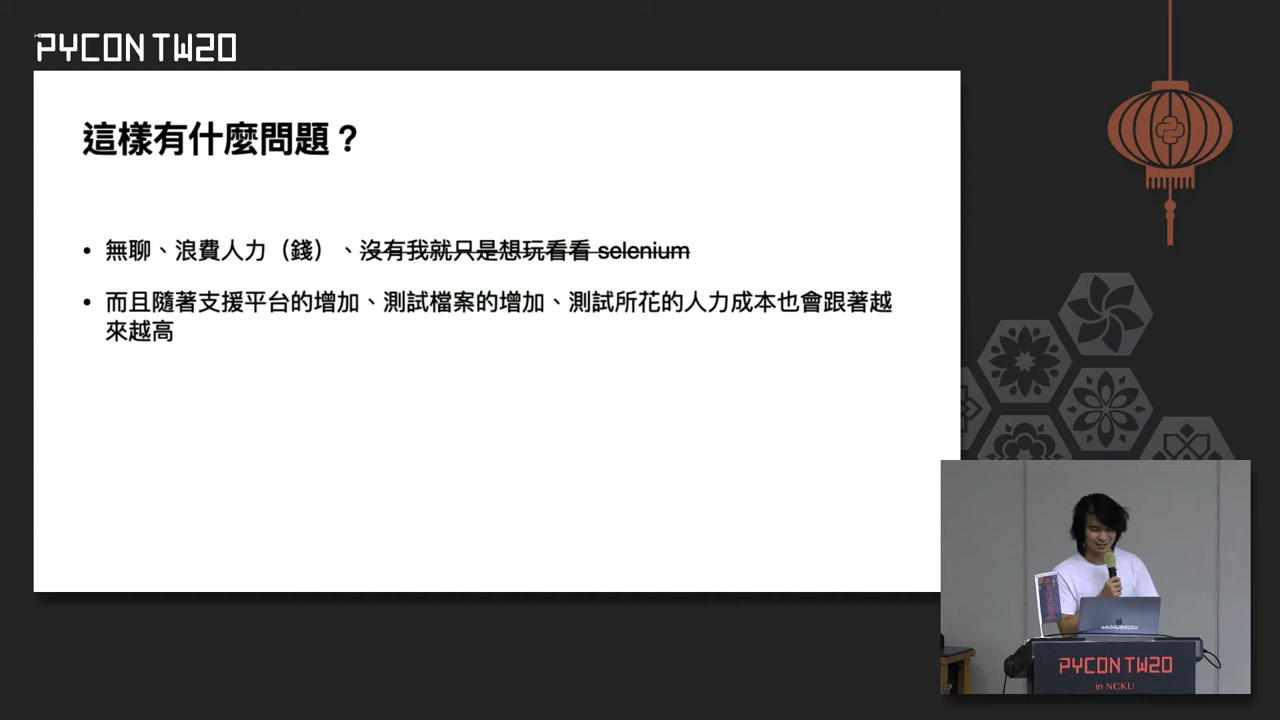 PYCON TW20
這樣有什麼問題？
• 無聊、浪費人力（錢）、沒有我就只是想玩看看 selenium
• 而且隨著支援平台的增加、測試檔案的增加、測試所花的人力成本也會跟著越
來越高
PYCON TW20
in NCKU